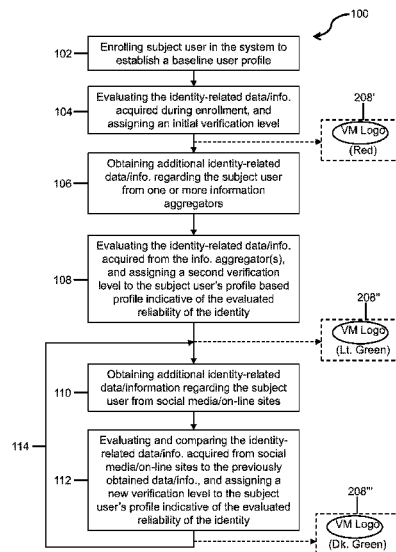 100
102
Enrolling subject user in the system to
establish a baseline user profile
104
Evaluating the identity-related data/info.
acquired during enrollment, and
assigning an initial verification level
208'
VM Logo
(Red)
106
Obtaining additional identity-related
data/info. regarding the subject user
from one or more information
aggregators
108
Evaluating the identity-related data/info.
acquired from the info. aggregator(s),
and assigning a second verification
level to the subject user's profile based
profile indicative of the evaluated
reliability of the identity
208"
VM Logo
(Lt. Green)
110
Obtaining additional identity-related
data/information regarding the subject
user from social media/on-line sites
114
112
Evaluating and comparing the identity-
related data/info. acquired from social
media/on-line sites to the previously
obtained data/info., and assigning a
new verification level to the subject
user's profile indicative of the evaluated
reliability of the identity
208"'
VM Logo
(Dk. Green)